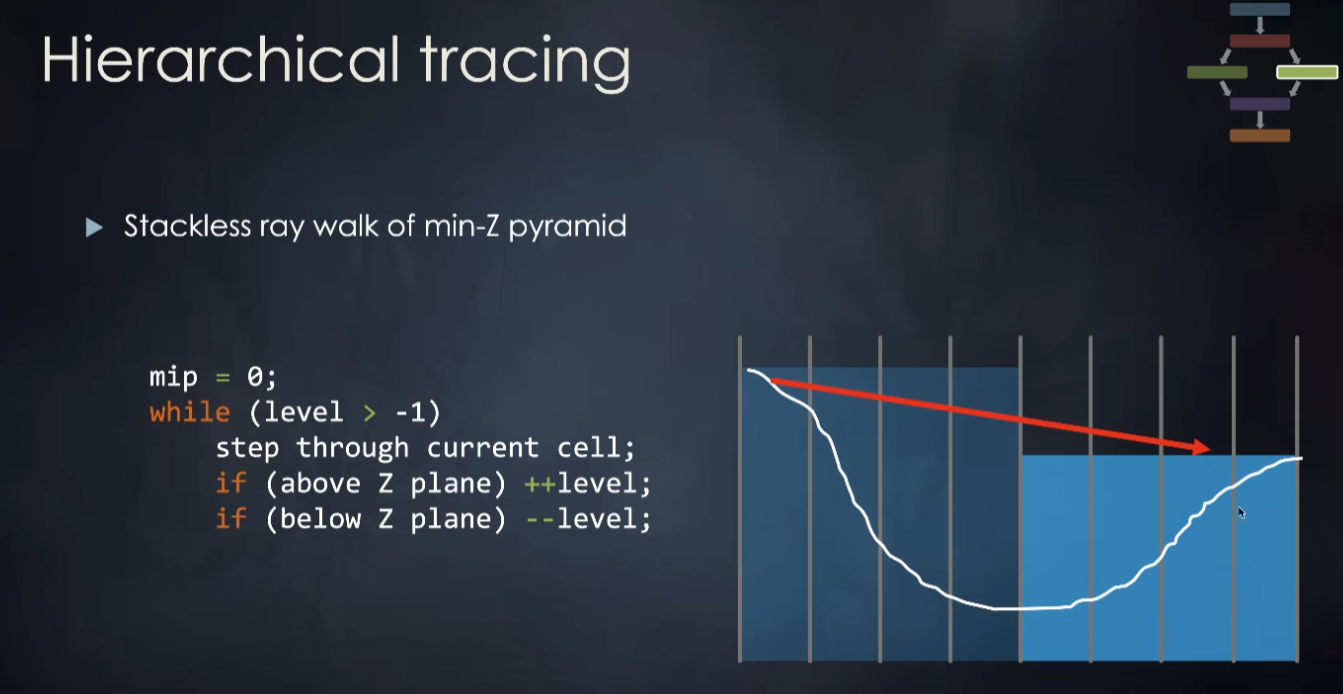 Hierarchical tracing
Stackless ray walk of min-Z pyramid
mip = 0;
while (level > -1)
step through current cell;
if (above Z plane) ++level;
if (below Z plane) --level;